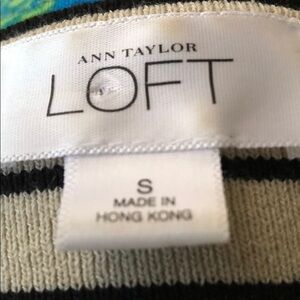 ANN TAYLOR
LOFT
S
MADE IN
HONG KONG